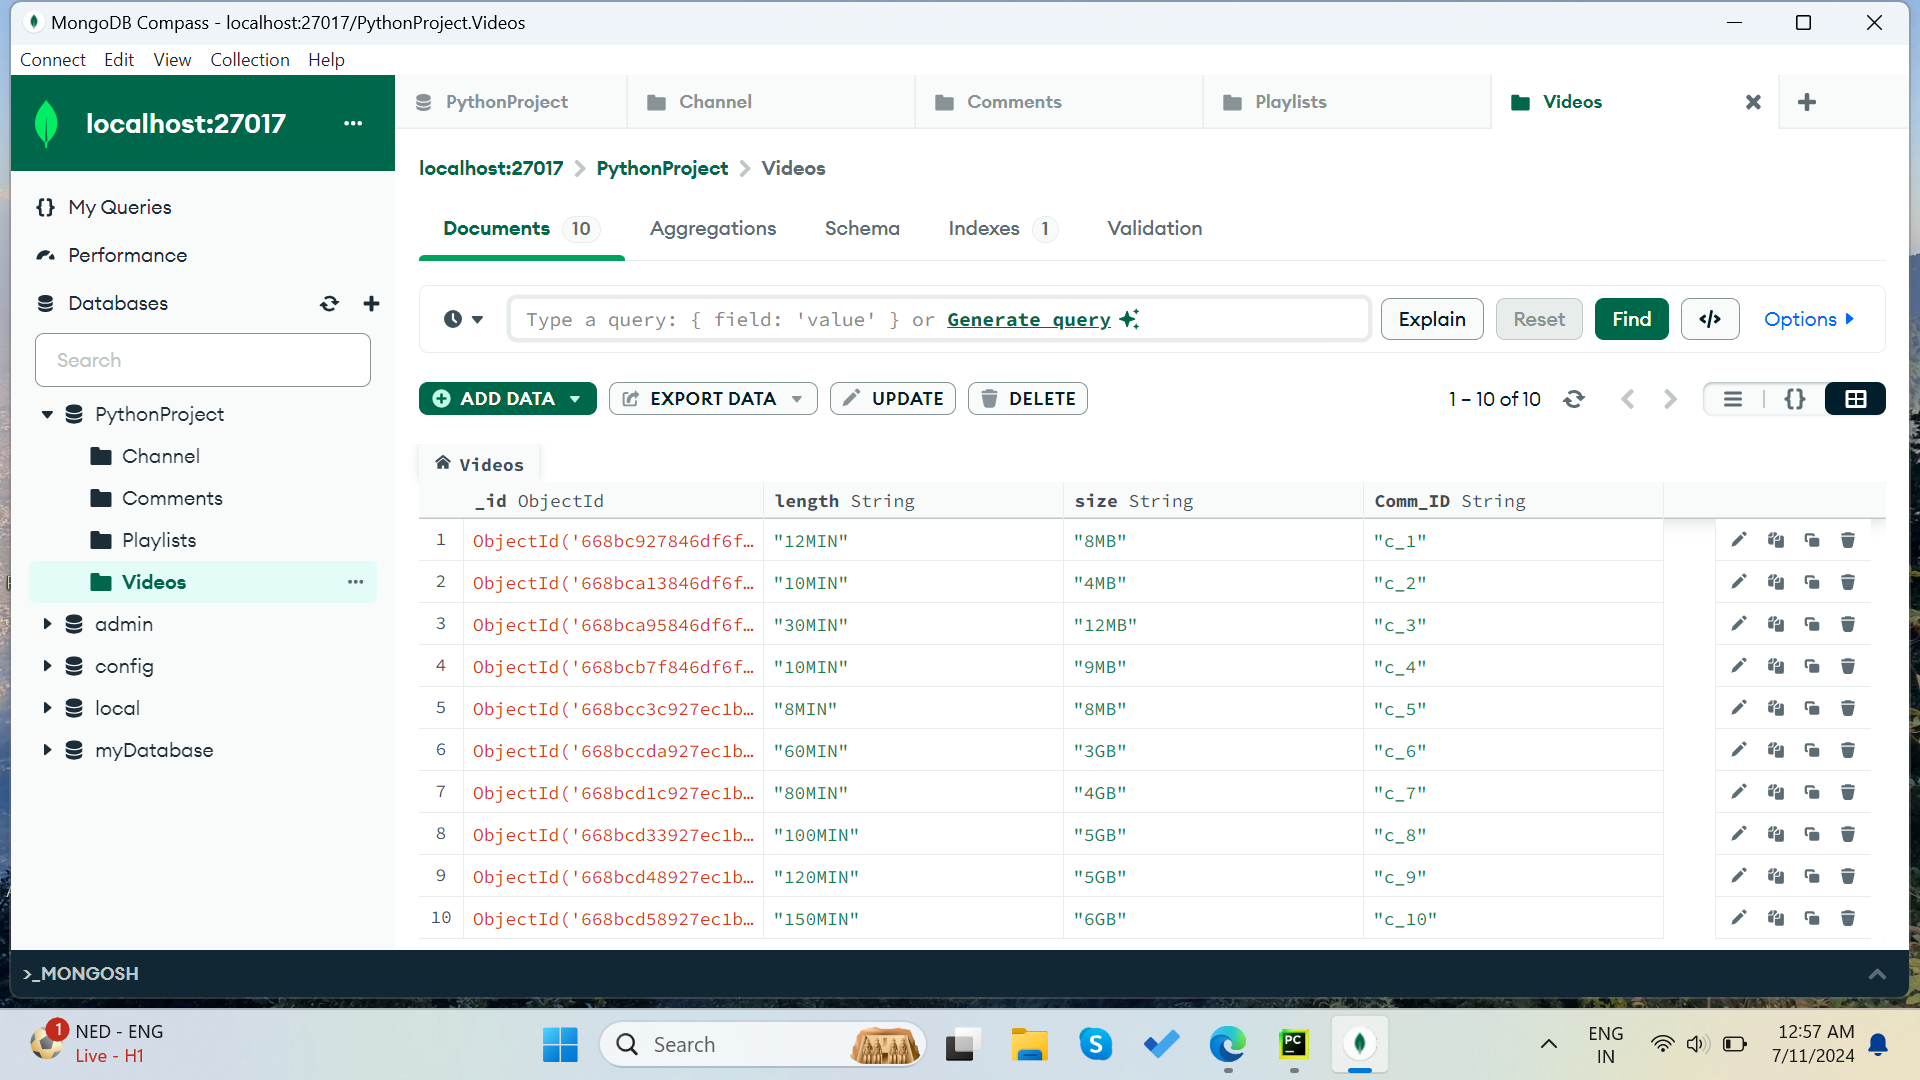 MongoDB Compass - localhost:27017/PythonProject.Videos
Connect Edit View Collection Help
localhost:27017 ...
PythonProject Channel Comments Playlists Videos
localhost:27017 > PythonProject > Videos
My Queries
Performance
Databases
Search
PythonProject
Channel
Comments
Playlists
Videos ...
admin
config
local
myDatabase
Documents 10 Aggregations Schema Indexes 1 Validation
Type a query: { field: 'value' } or Generate query Explain Reset Find </> Options
ADD DATA EXPORT DATA UPDATE DELETE 1 – 10 of 10 {}
Videos
_id ObjectId length String size String Comm_ID String
1 ObjectId('668bc927846df6f… "12MIN" "8MB" "c_1"
2 ObjectId('668bca13846df6f… "10MIN" "4MB" "c_2"
3 ObjectId('668bca95846df6f… "30MIN" "12MB" "c_3"
4 ObjectId('668bcb7f846df6f… "10MIN" "9MB" "c_4"
5 ObjectId('668bcc3c927ec1b… "8MIN" "8MB" "c_5"
6 ObjectId('668bccda927ec1b… "60MIN" "3GB" "c_6"
7 ObjectId('668bcd1c927ec1b… "80MIN" "4GB" "c_7"
8 ObjectId('668bcd33927ec1b… "100MIN" "5GB" "c_8"
9 ObjectId('668bcd48927ec1b… "120MIN" "5GB" "c_9"
10 ObjectId('668bcd58927ec1b… "150MIN" "6GB" "c_10"
>_MONGOSH
1 NED - ENG
Live - H1
Search
S
PC
ENG
IN
12:57 AM
7/11/2024